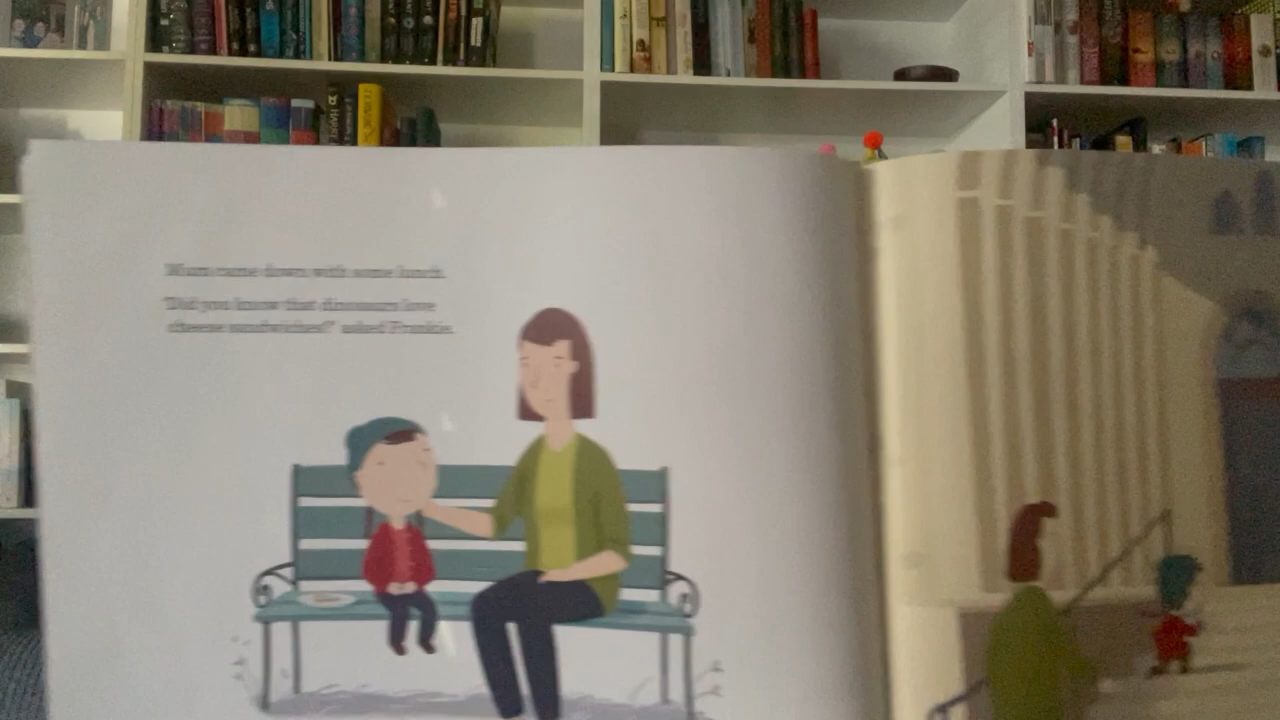 Mum came down with some lunch.
"Did you know that dinosaurs love
cheese sandwiches?" asked Frankie.